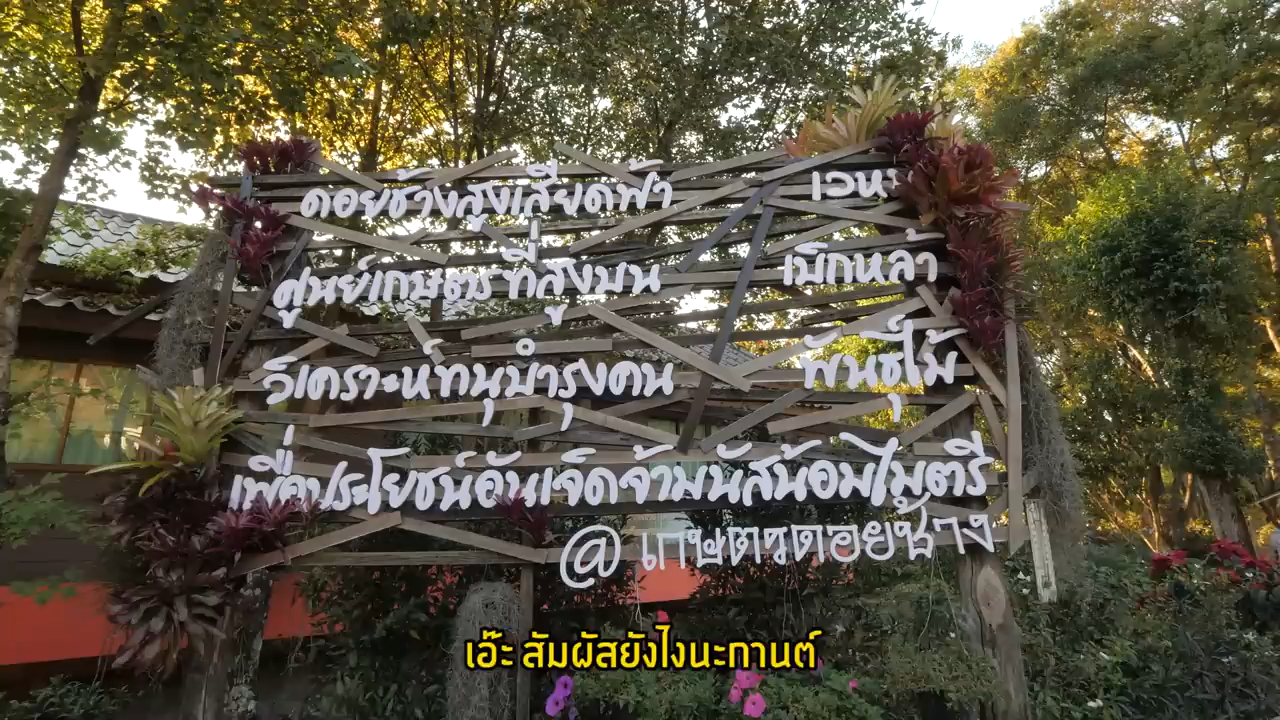 ดอยช้างสูงเสียดฟ้า
ศูนย์เกษตร ที่สูงบน เบิกหล้า
วิเคราะห์ทนุบำรุงคน พันธุ์ไม้
เพื่อประโยชน์อันเจิดจ้ามนัสน้อมไมตรี
@เกษตรดอยช้าง
เอ๊ะ สัมผัสยังไงนะกานต์